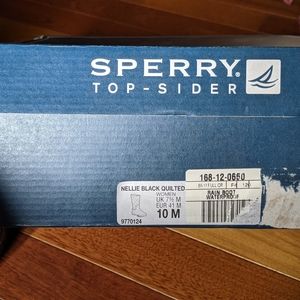 SPERRY
TOP-SIDER
NELLIE BLACK QUILTED
WOMEN
UK 7½ M
EUR 41 M
10 M
9770124
168-12-0650
RAIN BOOT
WATERPROOF